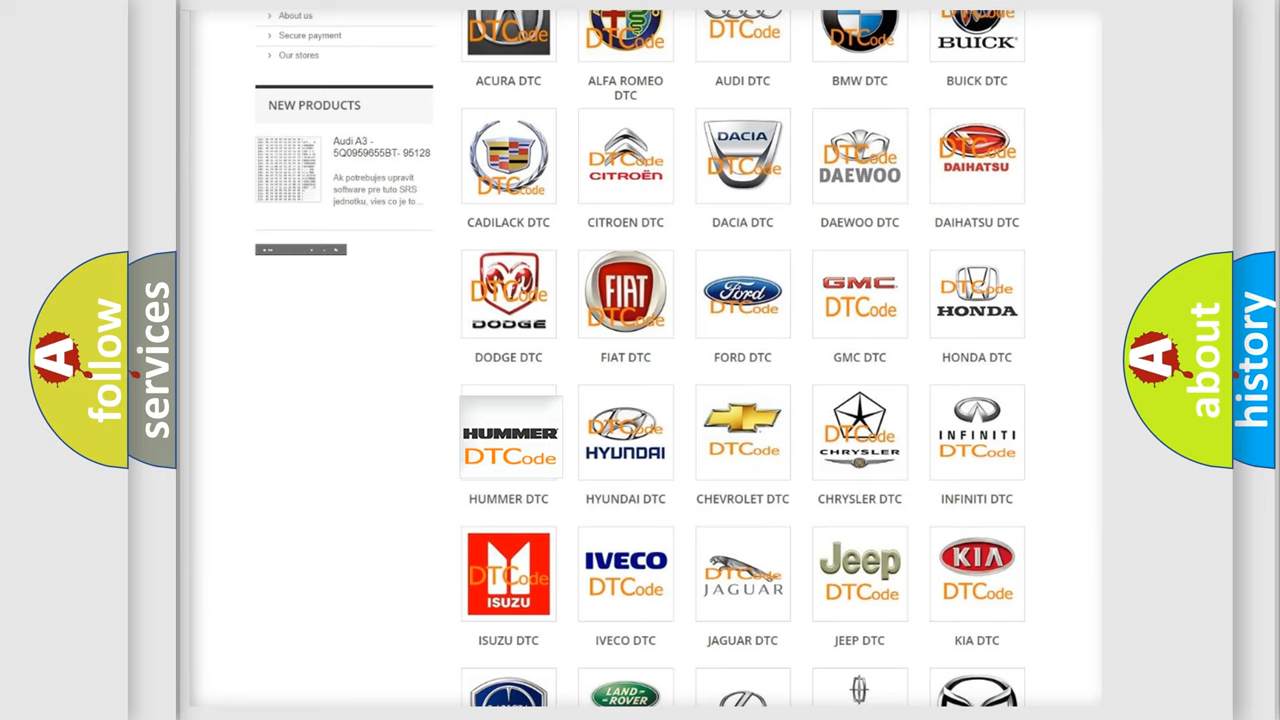 About us
Secure payment
Our stores
NEW PRODUCTS
Audi A3 -
5Q0959655BT- 95128
Ak potrebujes upravit
software pre tuto SRS
jednotku, vies co je to...
DTCode
DTCode
DTCode
DTCode
BUICK
ACURA DTC
ALFA ROMEO
DTC
AUDI DTC
BMW DTC
BUICK DTC
DTCode
DTCode
CITROËN
DACIA
DTCode
DTCode
DAEWOO
DTCode
DAIHATSU
CADILACK DTC
CITROEN DTC
DACIA DTC
DAEWOO DTC
DAIHATSU DTC
DTCode
DODGE
FIAT
DTCode
Ford
DTCode
GMC
DTCode
DTCode
HONDA
DODGE DTC
FIAT DTC
FORD DTC
GMC DTC
HONDA DTC
HUMMER
DTCode
DTCode
HYUNDAI
DTCode
DTCode
CHRYSLER
INFINITI
DTCode
HUMMER DTC
HYUNDAI DTC
CHEVROLET DTC
CHRYSLER DTC
INFINITI DTC
DTCode
ISUZU
IVECO
DTCode
DTCode
JAGUAR
Jeep
DTCode
KIA
DTCode
ISUZU DTC
IVECO DTC
JAGUAR DTC
JEEP DTC
KIA DTC
LAND-
ROVER
A
follow
services
A
about
history